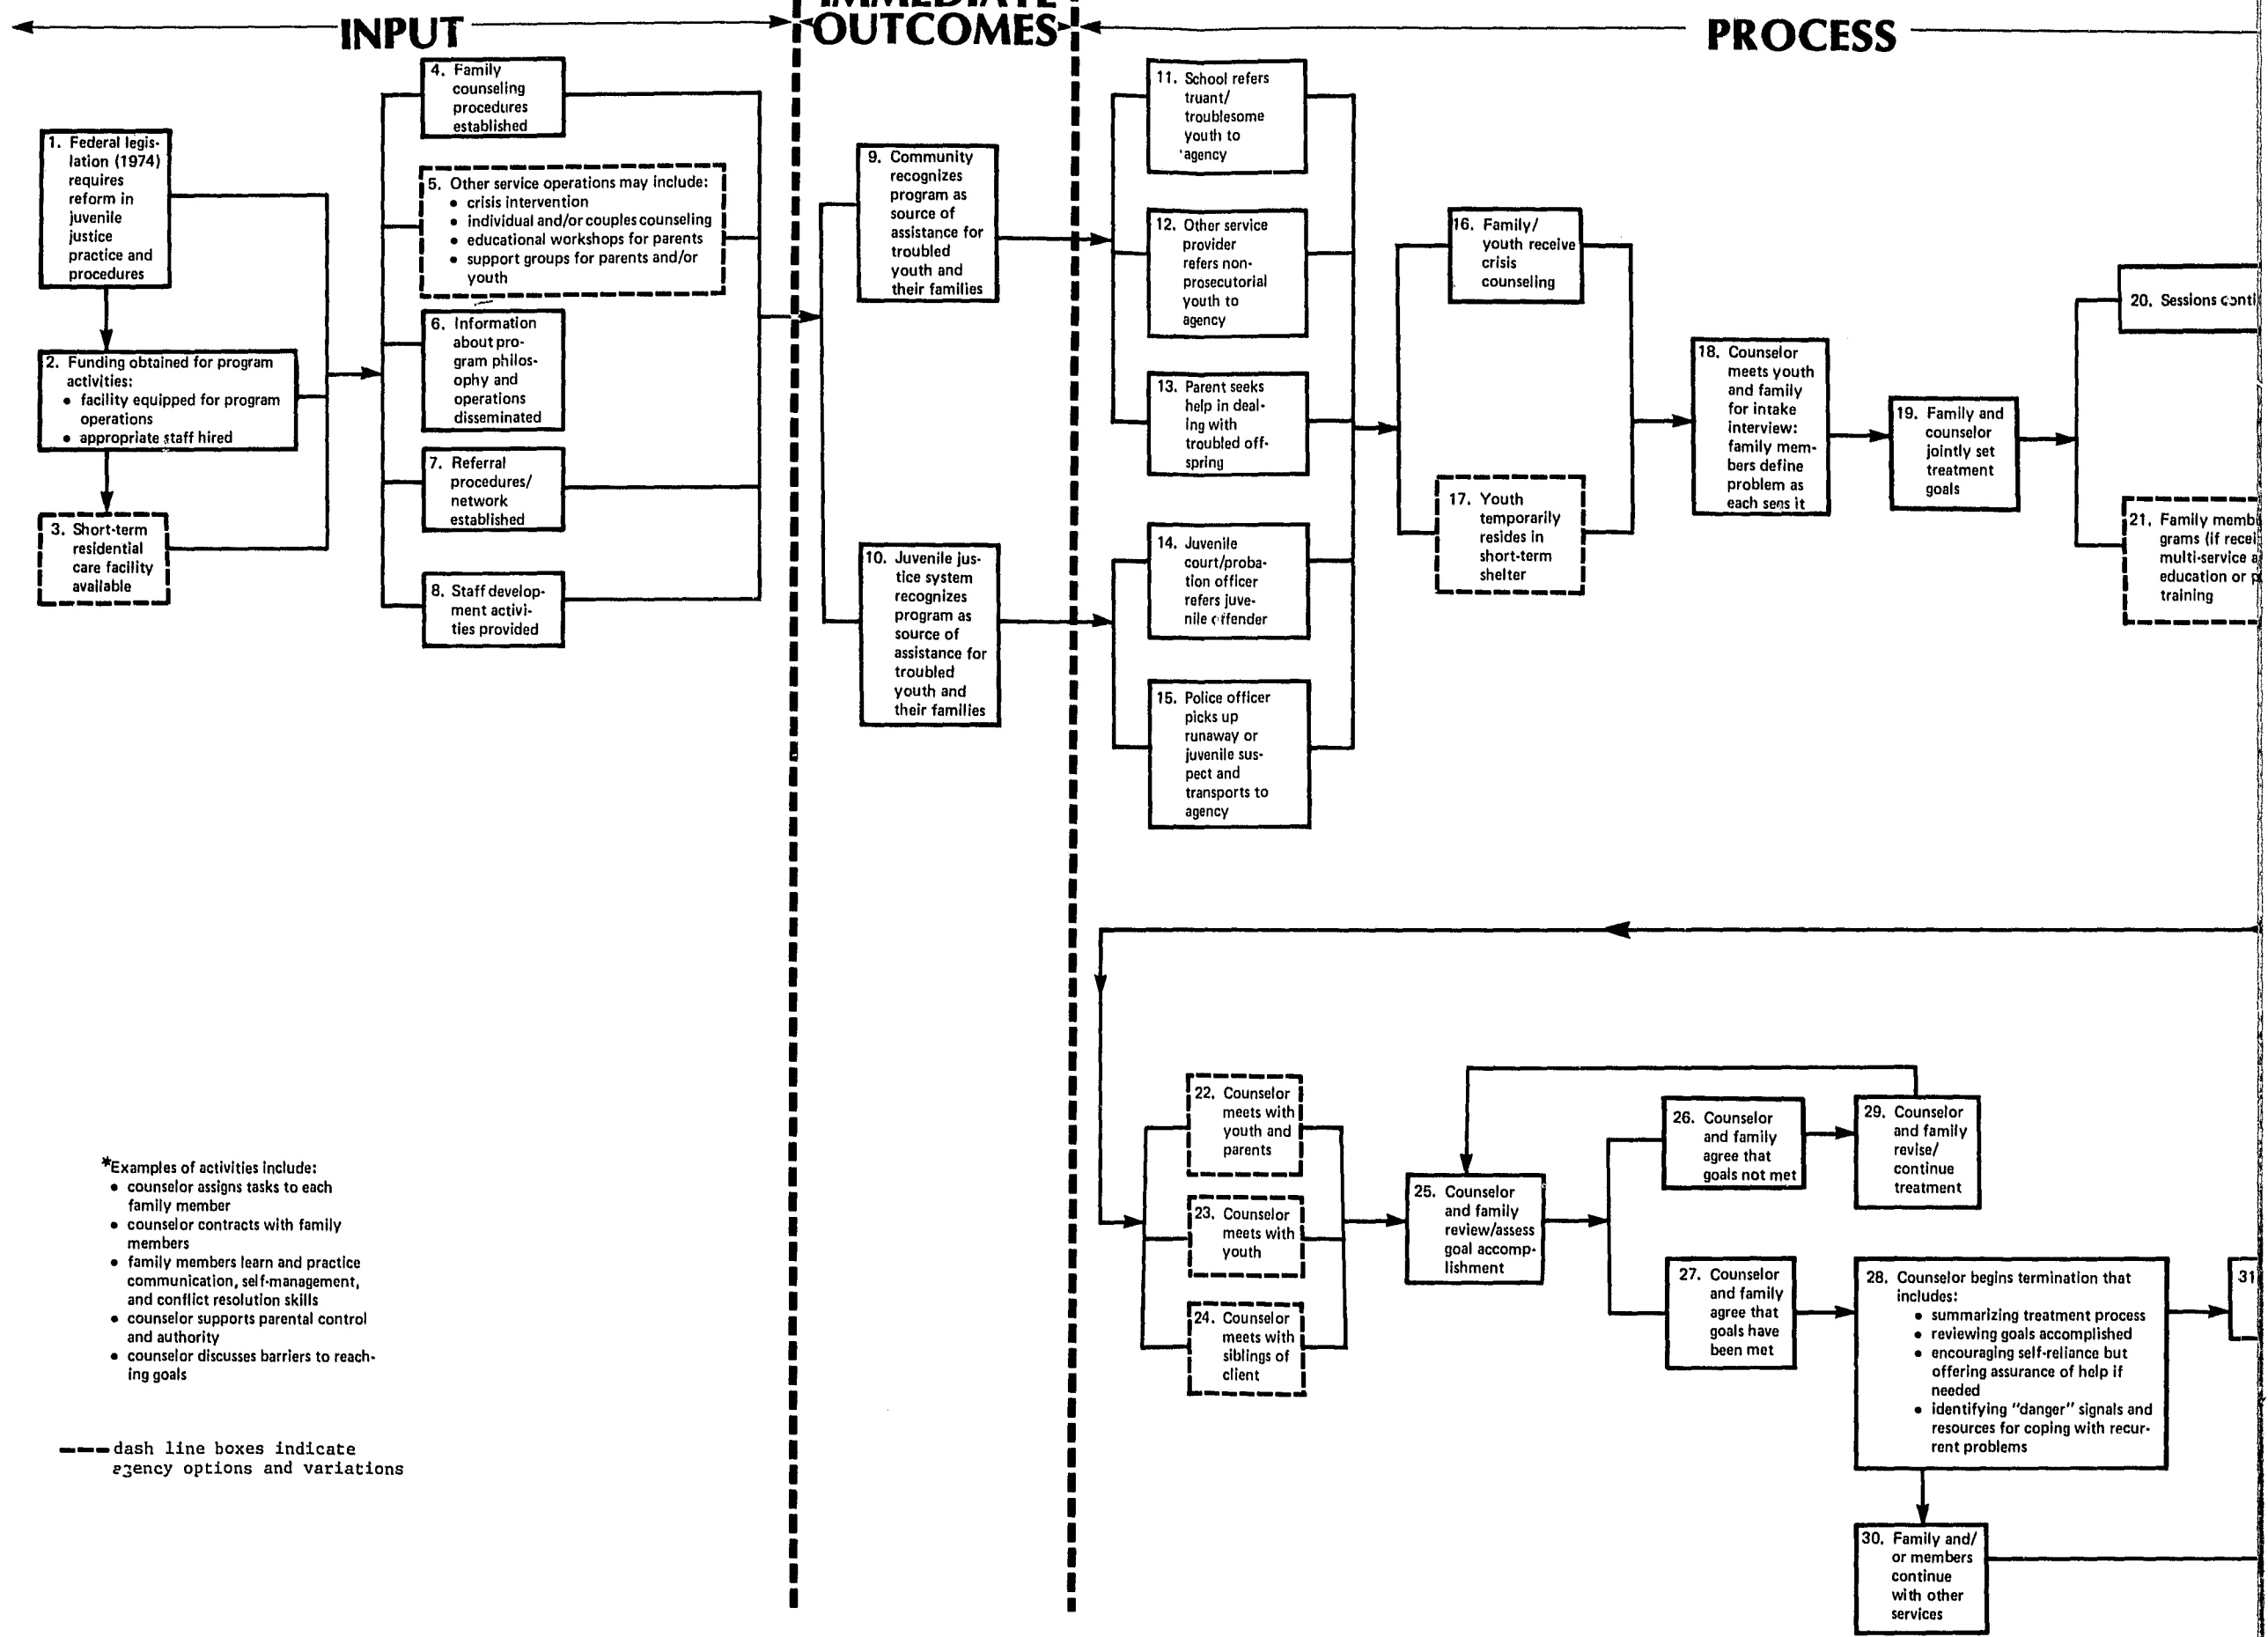 IMMEDIATE
INPUT
OUTCOMES
PROCESS
1. Federal legis-
lation (1974)
requires
reform in
juvenile
justice
practice and
procedures
2. Funding obtained for program
activities:
• facility equipped for program
operations
• appropriate staff hired
3. Short-term
residential
care facility
available
4. Family
counseling
procedures
established
5. Other service operations may include:
• crisis intervention
• individual and/or couples counseling
• educational workshops for parents
• support groups for parents and/or
youth
6. Information
about pro-
gram philos-
ophy and
operations
disseminated
7. Referral
procedures/
network
established
8. Staff develop-
ment activi-
ties provided
9. Community
recognizes
program as
source of
assistance for
troubled
youth and
their families
10. Juvenile jus-
tice system
recognizes
program as
source of
assistance for
troubled
youth and
their families
11. School refers
truant/
troublesome
youth to
agency
12. Other service
provider
refers non-
prosecutorial
youth to
agency
13. Parent seeks
help in deal-
ing with
troubled off-
spring
14. Juvenile
court/proba-
tion officer
refers juve-
nile offender
15. Police officer
picks up
runaway or
juvenile sus-
pect and
transports to
agency
16. Family/
youth receive
crisis
counseling
17. Youth
temporarily
resides in
short-term
shelter
18. Counselor
meets youth
and family
for intake
interview:
family mem-
bers define
problem as
each sens it
19. Family and
counselor
jointly set
treatment
goals
20. Sessions conti
21. Family memb
grams (if recei
multi-service a
education or p
training
22. Counselor
meets with
youth and
parents
23. Counselor
meets with
youth
24. Counselor
meets with
siblings of
client
25. Counselor
and family
review/assess
goal accomp-
lishment
26. Counselor
and family
agree that
goals not met
29. Counselor
and family
revise/
continue
treatment
27. Counselor
and family
agree that
goals have
been met
28. Counselor begins termination that
includes:
• summarizing treatment process
• reviewing goals accomplished
• encouraging self-reliance but
offering assurance of help if
needed
• identifying "danger" signals and
resources for coping with recur-
rent problems
31
30. Family and/
or members
continue
with other
services
*Examples of activities include:
• counselor assigns tasks to each
family member
• counselor contracts with family
members
• family members learn and practice
communication, self-management,
and conflict resolution skills
• counselor supports parental control
and authority
• counselor discusses barriers to reach-
ing goals
dash line boxes indicate
agency options and variations